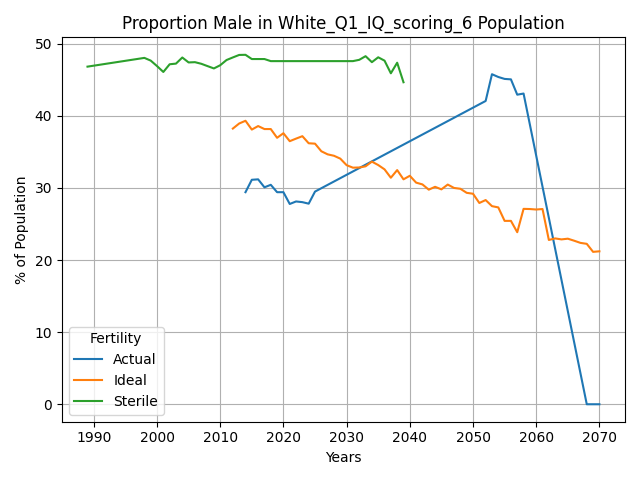 Proportion Male in White_Q1_IQ_scoring_6 Population
% of Population
50
40
30
20
10
0
Fertility
Actual
Ideal
Sterile
1990 2000 2010 2020 2030 2040 2050 2060 2070
Years